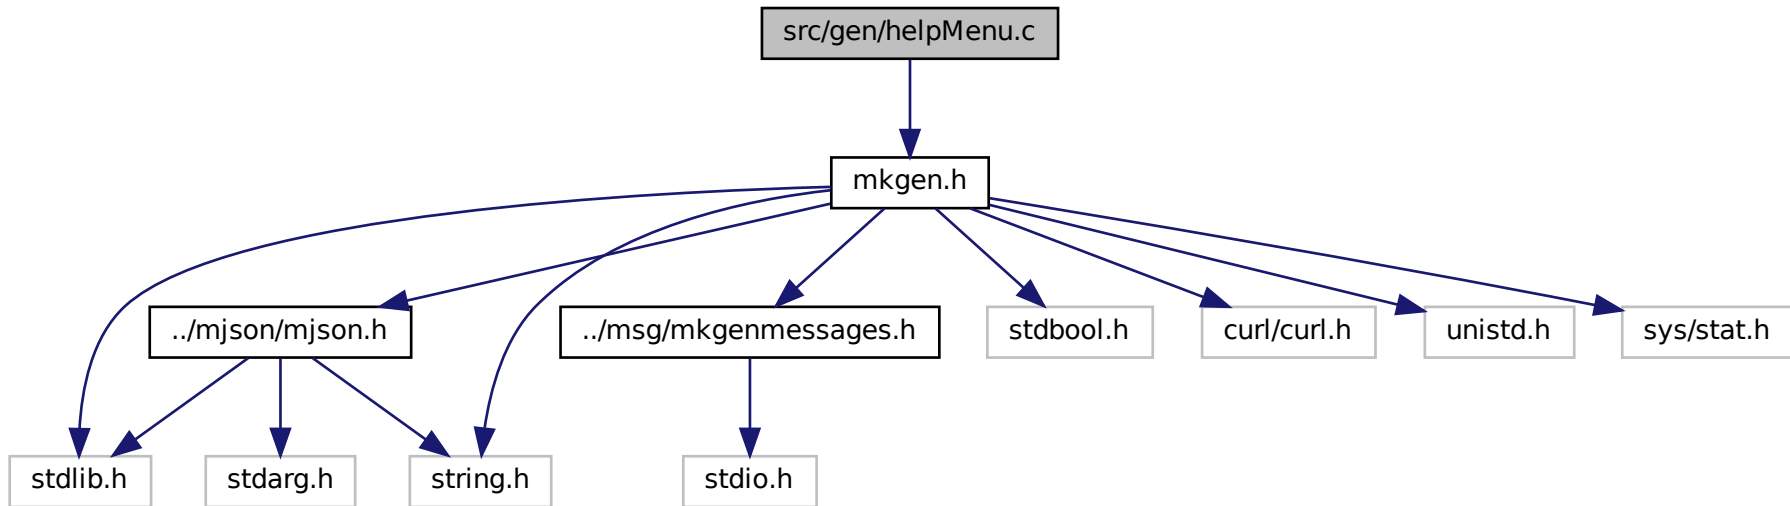 src/gen/helpMenu.c
mkgen.h
../mjson/mjson.h
../msg/mkgenmessages.h
stdbool.h
curl/curl.h
unistd.h
sys/stat.h
stdlib.h
stdarg.h
string.h
stdio.h